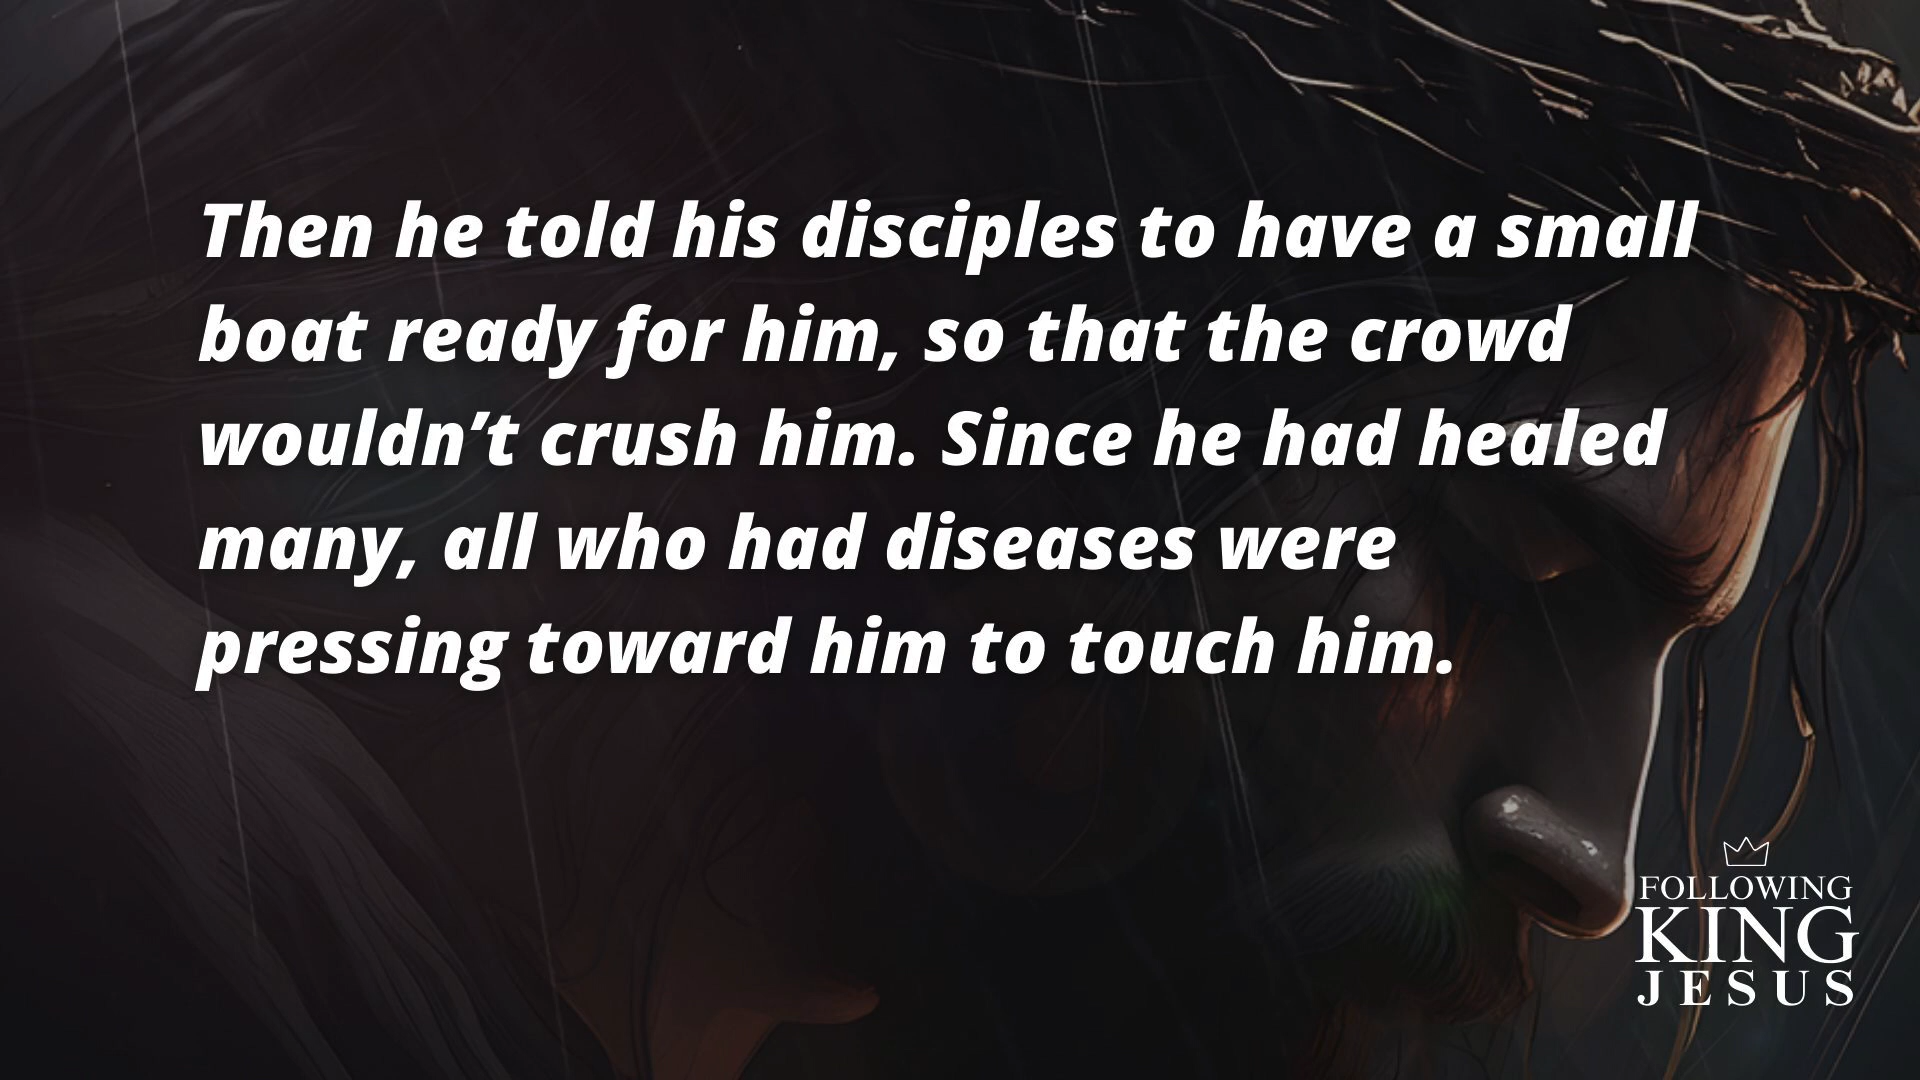 Then he told his disciples to have a small
boat ready for him, so that the crowd
wouldn’t crush him. Since he had healed
many, all who had diseases were
pressing toward him to touch him.
FOLLOWING
KING
JESUS